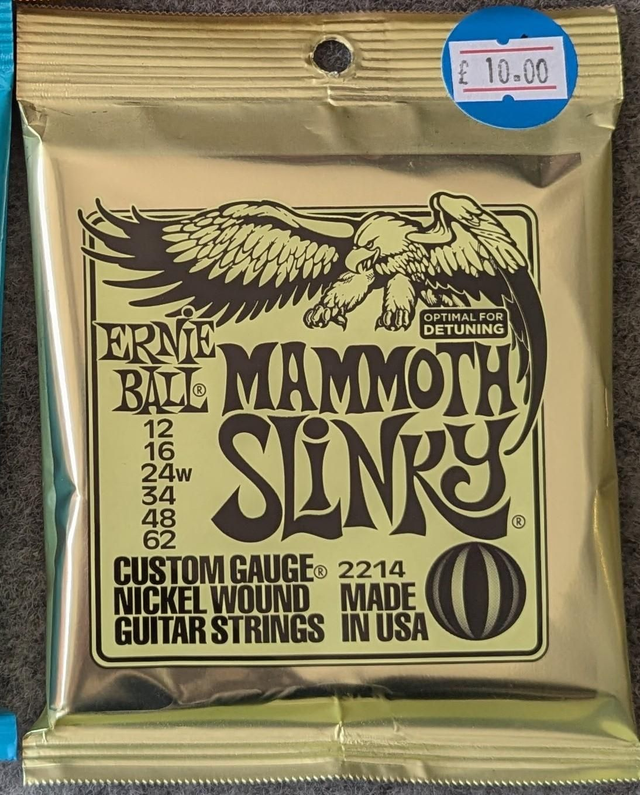 £ 10.00
OPTIMAL FOR
DETUNING
ERNiE
BALL®
MAMMOTH
SLiNKY®
12
16
24w
34
48
62
CUSTOM GAUGE® 2214
NICKEL WOUND MADE
GUITAR STRINGS IN USA